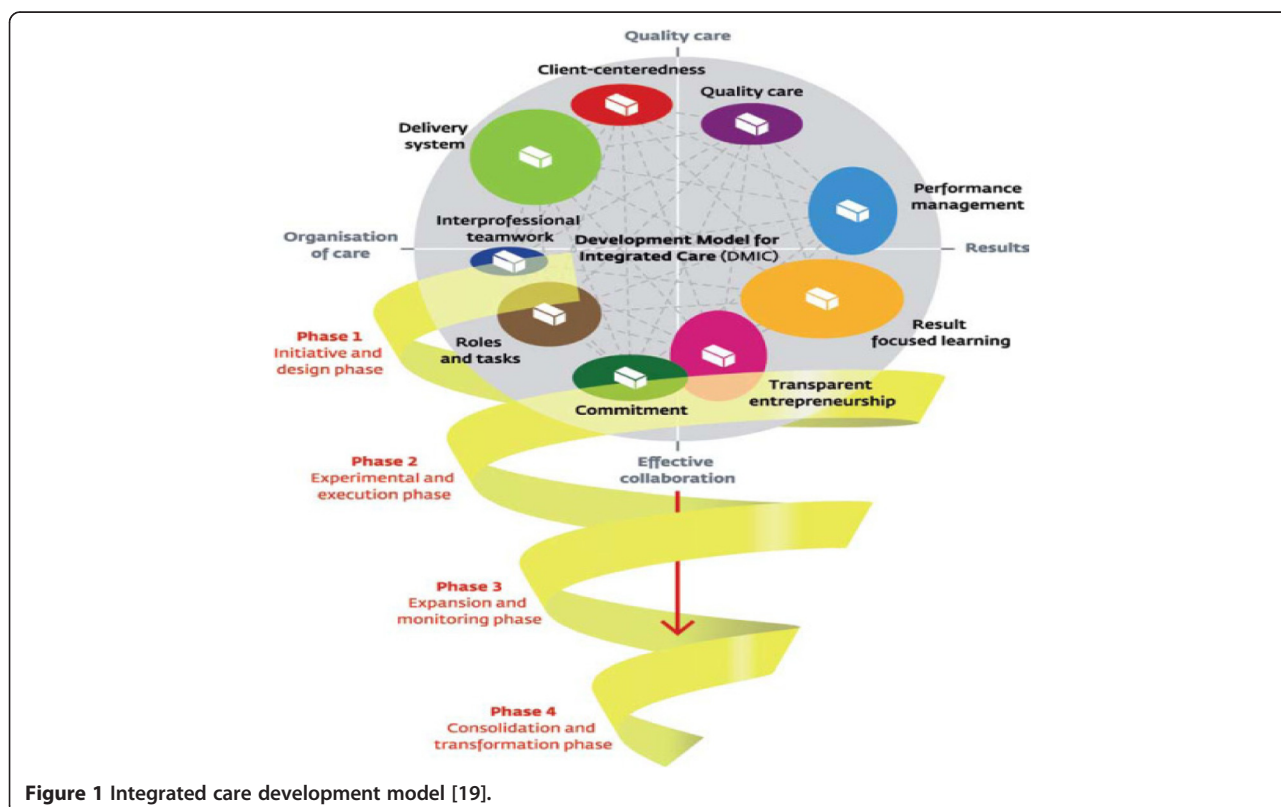 Quality care
Client-centeredness
Quality care
Delivery
system
Performance
management
Interprofessional
teamwork
Organisation
of care
Development Model for
Integrated Care (DMIC)
Results
Phase 1
Initiative and
design phase
Roles
and tasks
Result
focused learning
Commitment
Transparent
entrepreneurship
Phase 2
Experimental and
execution phase
Effective
collaboration
Phase 3
Expansion and
monitoring phase
Phase 4
Consolidation and
transformation phase
Figure 1 Integrated care development model [19].